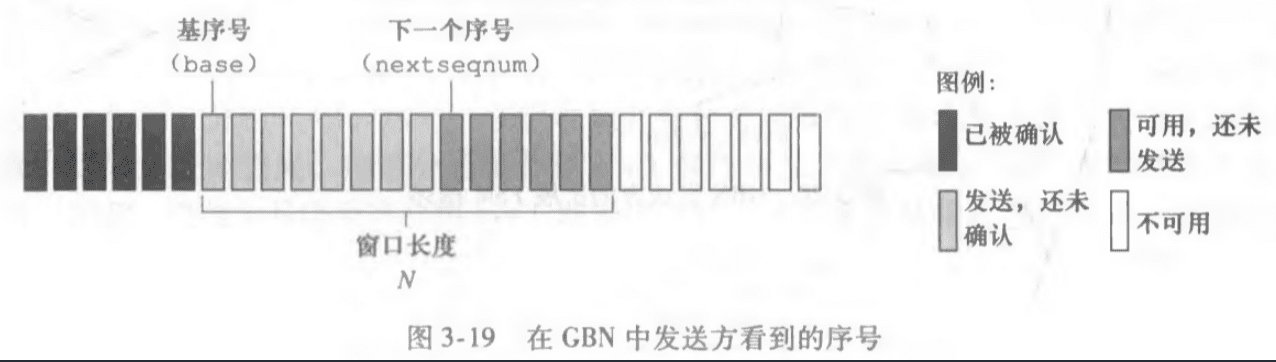 基序号
（base）
下一个序号
（nextseqnum）
窗口长度
N
图例：
已被确认
发送，还未
确认
可用，还未
发送
不可用
图 3-19 在 GBN 中发送方看到的序号